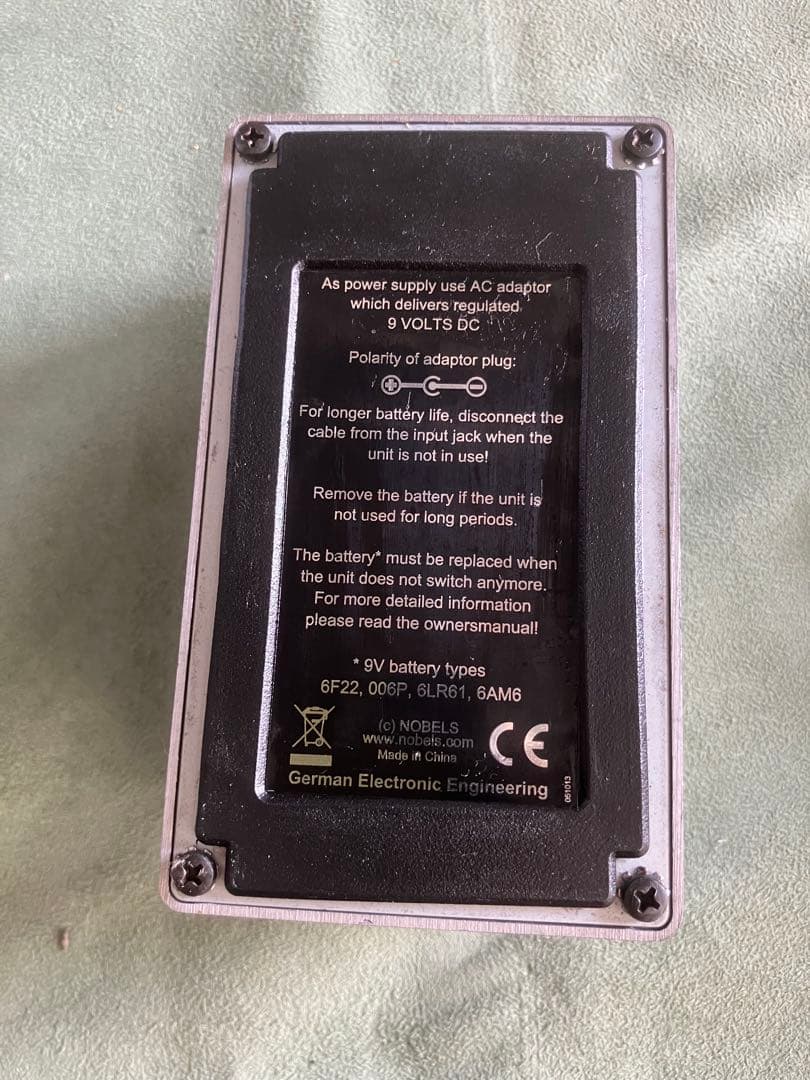 As power supply use AC adaptor
which delivers regulated
9 VOLTS DC
Polarity of adaptor plug:
For longer battery life, disconnect the
cable from the input jack when the
unit is not in use!
Remove the battery if the unit is
not used for long periods.
The battery* must be replaced when
the unit does not switch anymore.
For more detailed information
please read the ownersmanual!
* 9V battery types
6F22, 006P, 6LR61, 6AM6
(c) NOBELS
www.nobels.com
Made in China
CE
German Electronic Engineering
051013